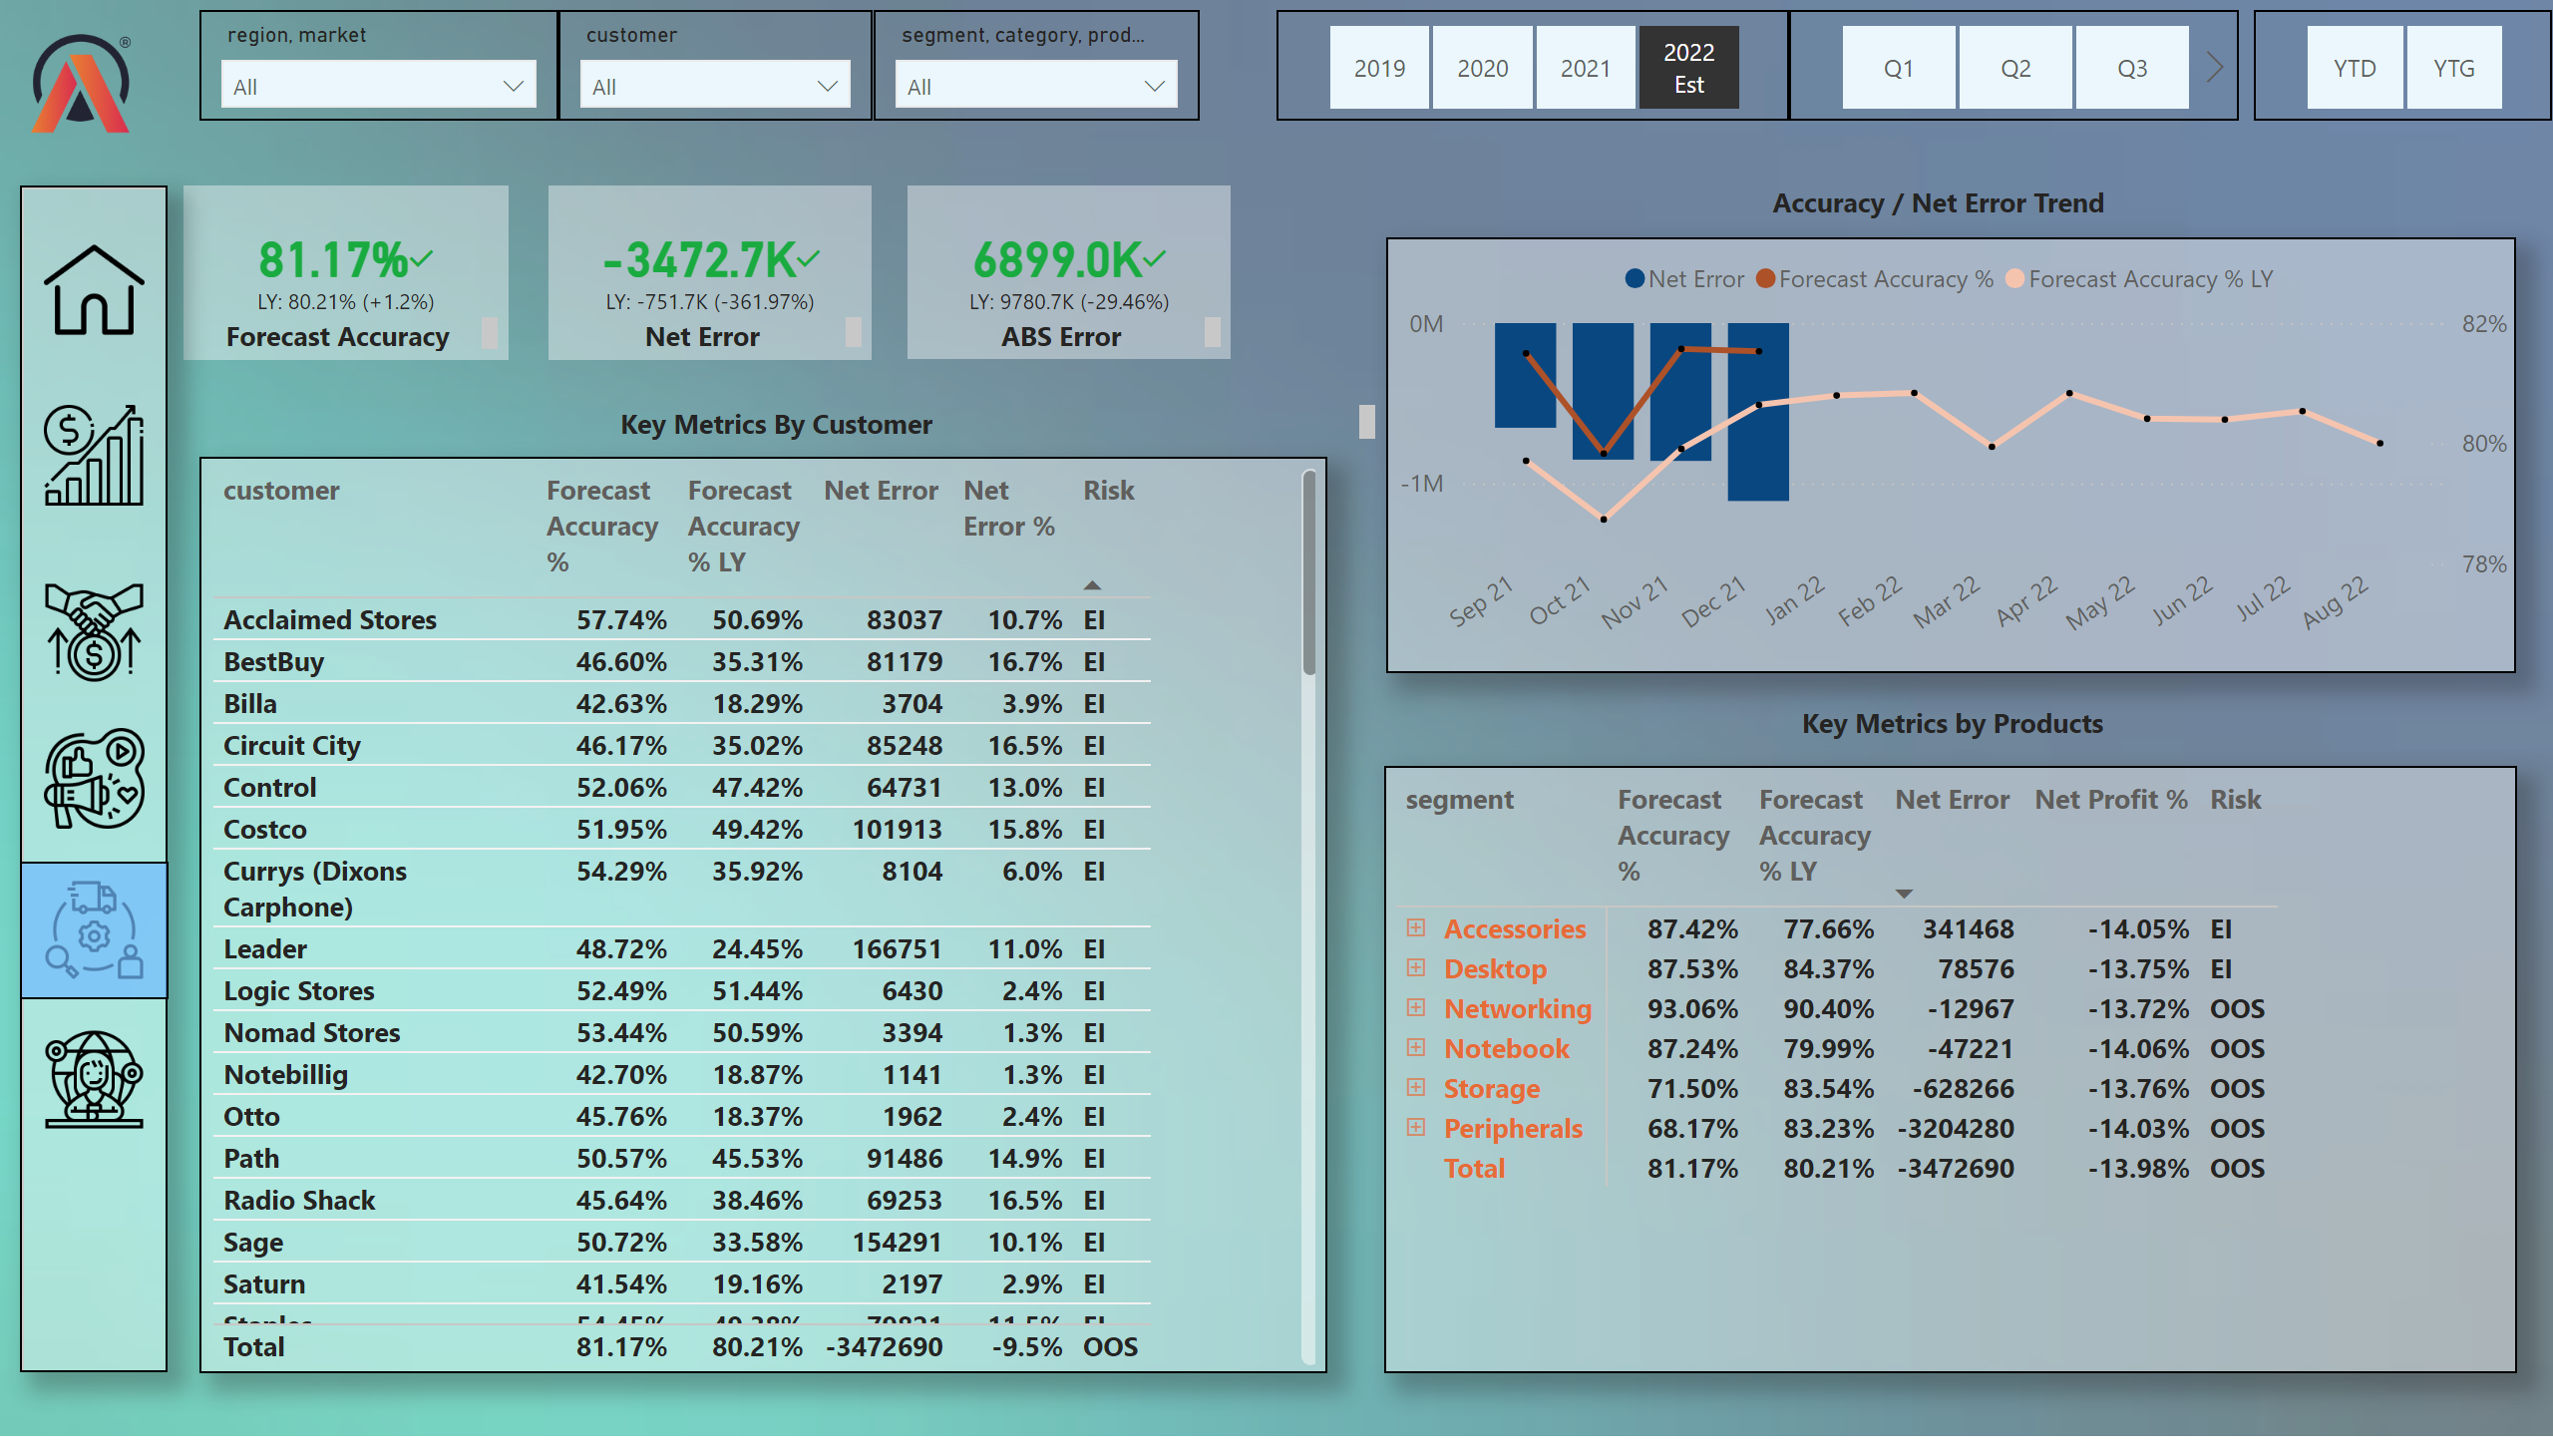 region, market
customer
segment, category, prod...
All
All
All
2019
2020
2021
2022
Est
Q1
Q2
Q3
YTD
YTG
®
81.17%
LY: 80.21% (+1.2%)
Forecast Accuracy
-3472.7K
LY: -751.7K (-361.97%)
Net Error
6899.0K
LY: 9780.7K (-29.46%)
ABS Error
Accuracy / Net Error Trend
Net Error Forecast Accuracy % Forecast Accuracy % LY
0M
-1M
82%
80%
78%
Sep 21
Oct 21
Nov 21
Dec 21
Jan 22
Feb 22
Mar 22
Apr 22
May 22
Jun 22
Jul 22
Aug 22
Key Metrics By Customer
customer Forecast Accuracy % Forecast Accuracy % LY Net Error Net Error % Risk
Acclaimed Stores 57.74% 50.69% 83037 10.7% EI
BestBuy 46.60% 35.31% 81179 16.7% EI
Billa 42.63% 18.29% 3704 3.9% EI
Circuit City 46.17% 35.02% 85248 16.5% EI
Control 52.06% 47.42% 64731 13.0% EI
Costco 51.95% 49.42% 101913 15.8% EI
Currys (Dixons 54.29% 35.92% 8104 6.0% EI
Carphone)
Leader 48.72% 24.45% 166751 11.0% EI
Logic Stores 52.49% 51.44% 6430 2.4% EI
Nomad Stores 53.44% 50.59% 3394 1.3% EI
Notebillig 42.70% 18.87% 1141 1.3% EI
Otto 45.76% 18.37% 1962 2.4% EI
Path 50.57% 45.53% 91486 14.9% EI
Radio Shack 45.64% 38.46% 69253 16.5% EI
Sage 50.72% 33.58% 154291 10.1% EI
Saturn 41.54% 19.16% 2197 2.9% EI
Total 81.17% 80.21% -3472690 -9.5% OOS
Key Metrics by Products
segment Forecast Accuracy % Forecast Accuracy % LY Net Error Net Profit % Risk
Accessories 87.42% 77.66% 341468 -14.05% EI
Desktop 87.53% 84.37% 78576 -13.75% EI
Networking 93.06% 90.40% -12967 -13.72% OOS
Notebook 87.24% 79.99% -47221 -14.06% OOS
Storage 71.50% 83.54% -628266 -13.76% OOS
Peripherals 68.17% 83.23% -3204280 -14.03% OOS
Total 81.17% 80.21% -3472690 -13.98% OOS